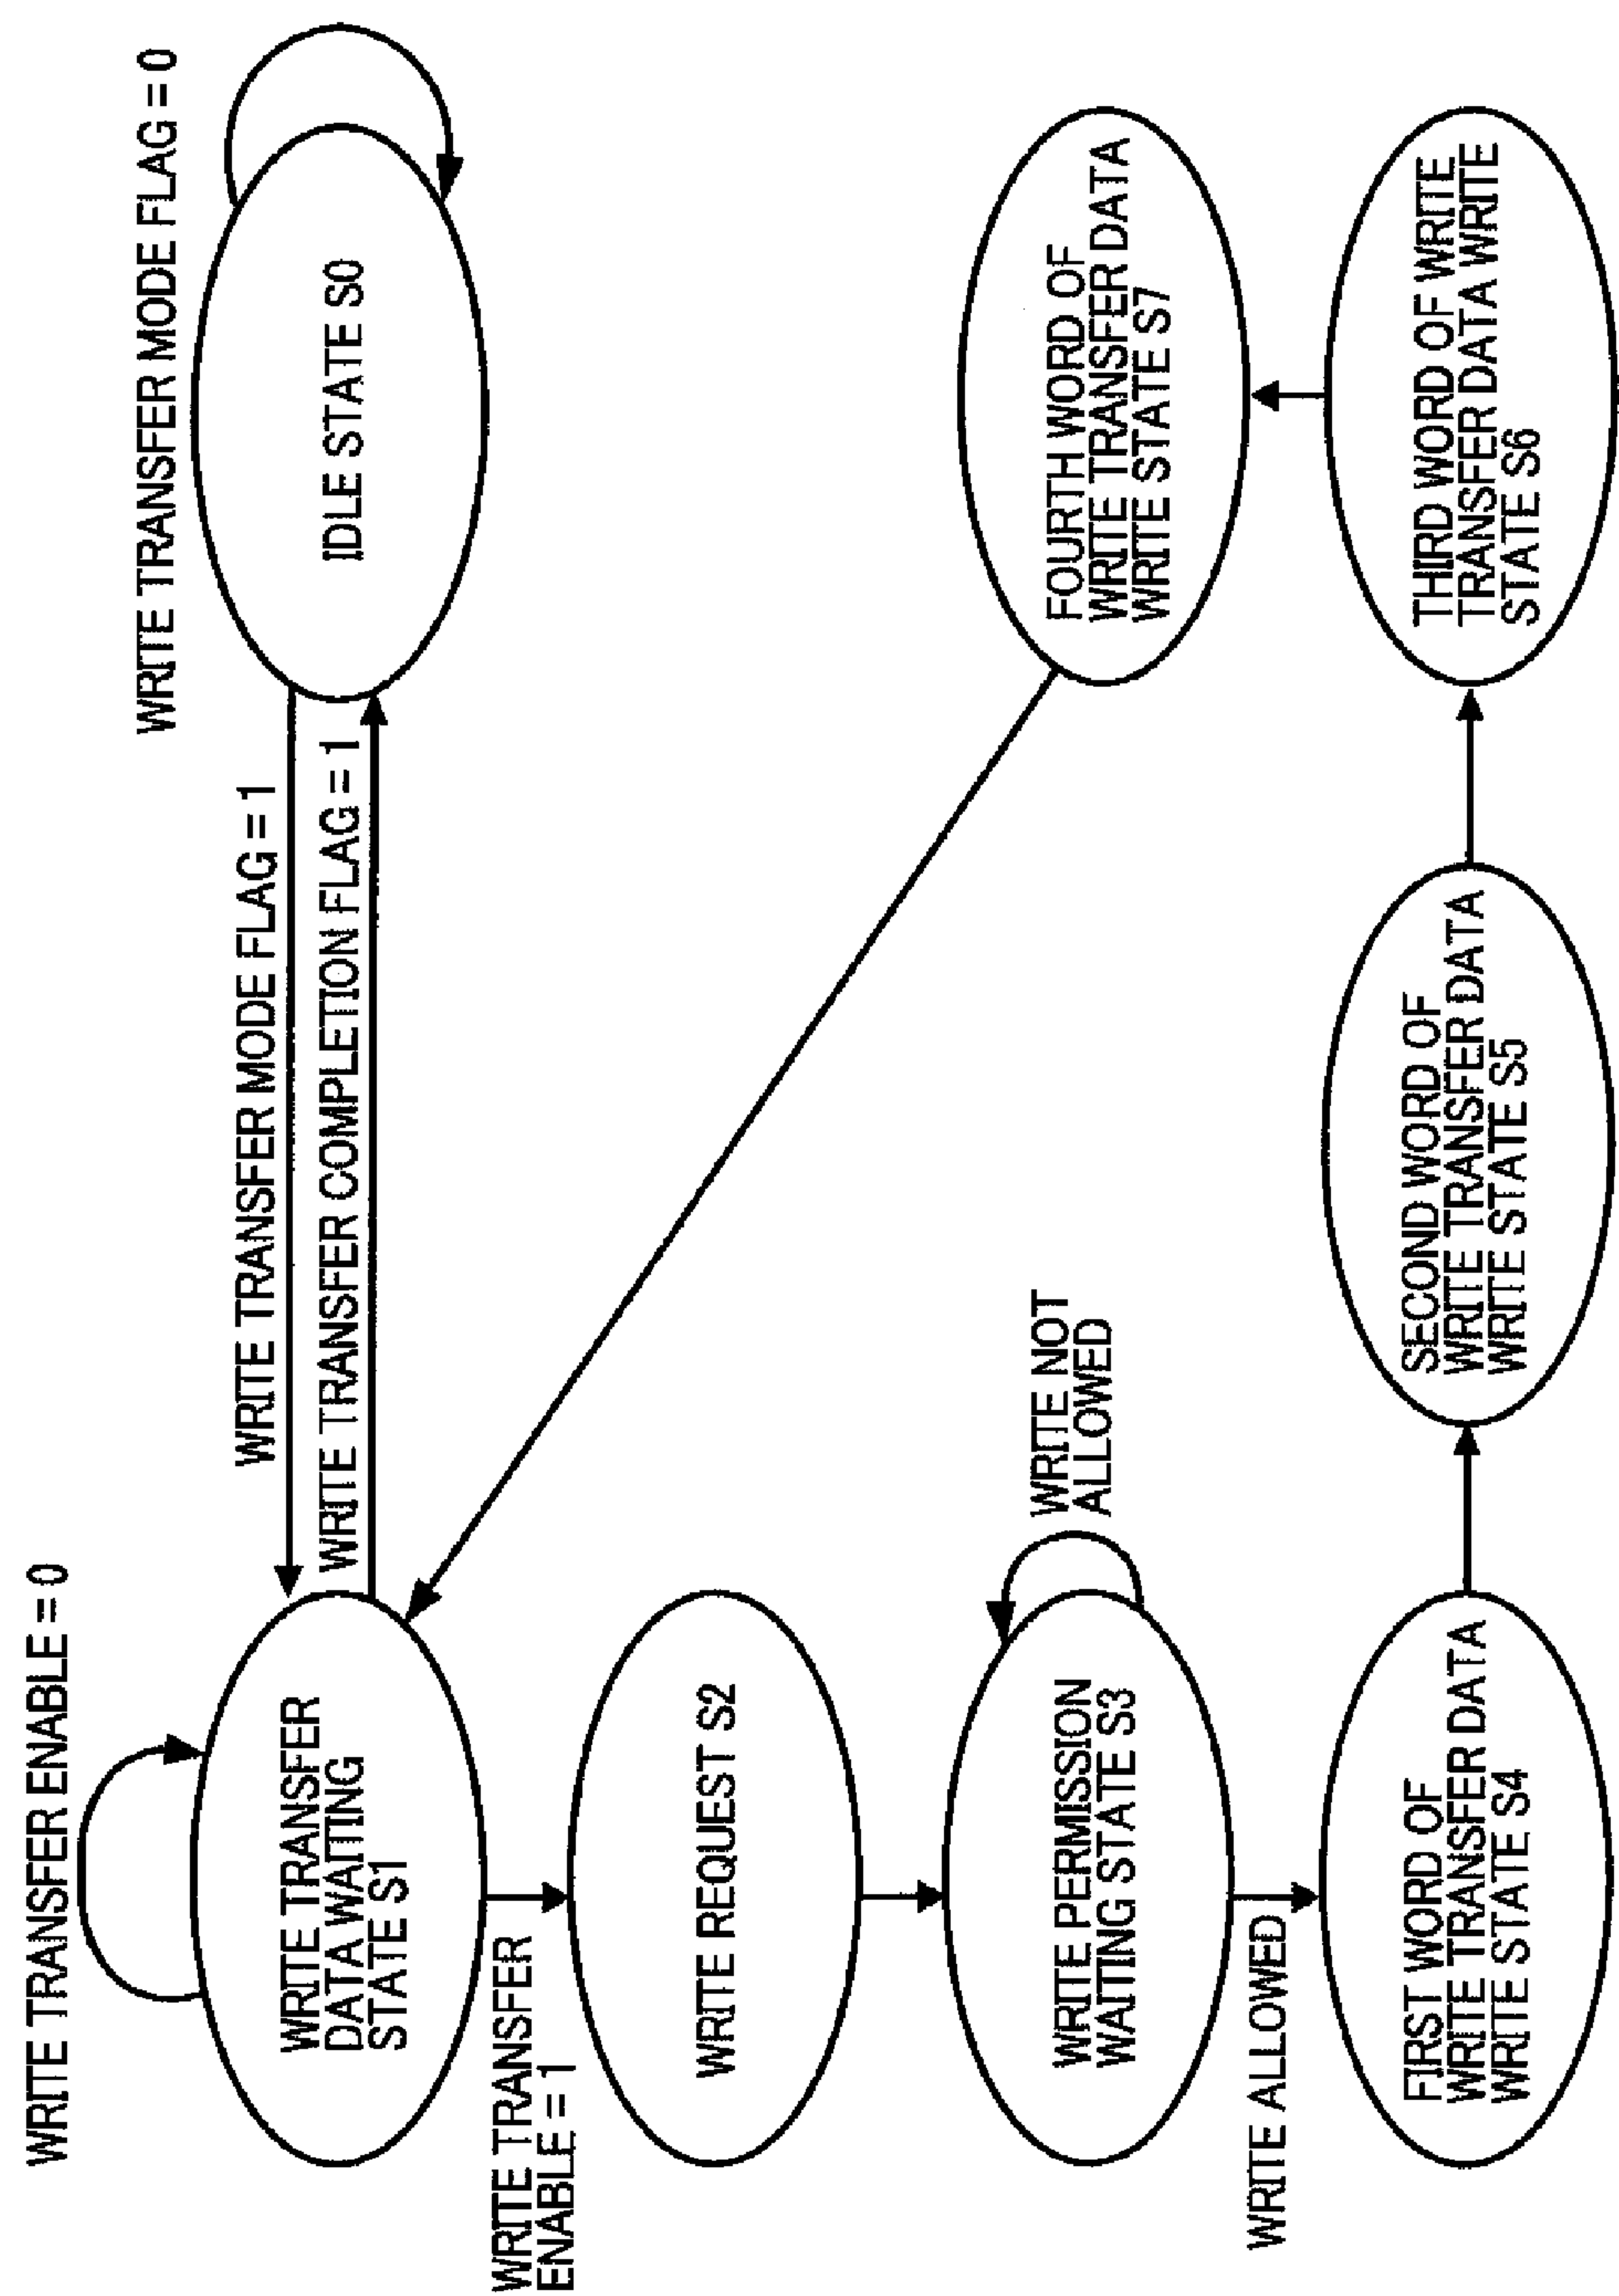 WRITE TRANSFER ENABLE = 0
WRITE TRANSFER MODE FLAG = 0
WRITE TRANSFER MODE FLAG = 1
WRITE TRANSFER COMPLETION FLAG = 1
WRITE TRANSFER
DATA WAITING
STATE S1
IDLE STATE S0
WRITE TRANSFER
ENABLE = 1
WRITE REQUEST S2
WRITE PERMISSION
WAITING STATE S3
WRITE NOT
ALLOWED
FOURTH WORD OF
WRITE TRANSFER DATA
WRITE STATE S7
WRITE ALLOWED
FIRST WORD OF
WRITE TRANSFER DATA
WRITE STATE S4
SECOND WORD OF
WRITE TRANSFER DATA
WRITE STATE S5
THIRD WORD OF WRITE
TRANSFER DATA WRITE
STATE S6